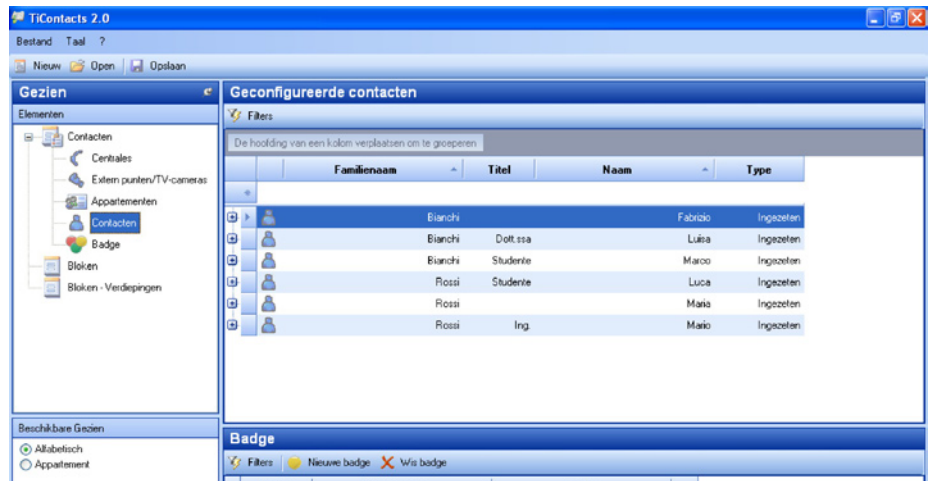 TiContacts 2.0
Bestand Taal ?
Nieuw Open Opslaan
Gezien
Elementen
Contacten
Centrales
Extern punten/TV-cameras
Appartementen
Contacten
Badge
Bloken
Bloken - Verdiepingen
Beschikbare Gezien
Alfabetisch
Appartement
Geconfigureerde contacten
Filters
De hoofding van een kolom verplaatsen om te groeperen
Familienaam Titel Naam Type
Bianchi Fabrizio Ingezeten
Bianchi Dott.ssa Luisa Ingezeten
Bianchi Studente Marco Ingezeten
Rossi Studente Luca Ingezeten
Rossi Maria Ingezeten
Rossi Ing. Mario Ingezeten
Badge
Filters Nieuwe badge Wis badge